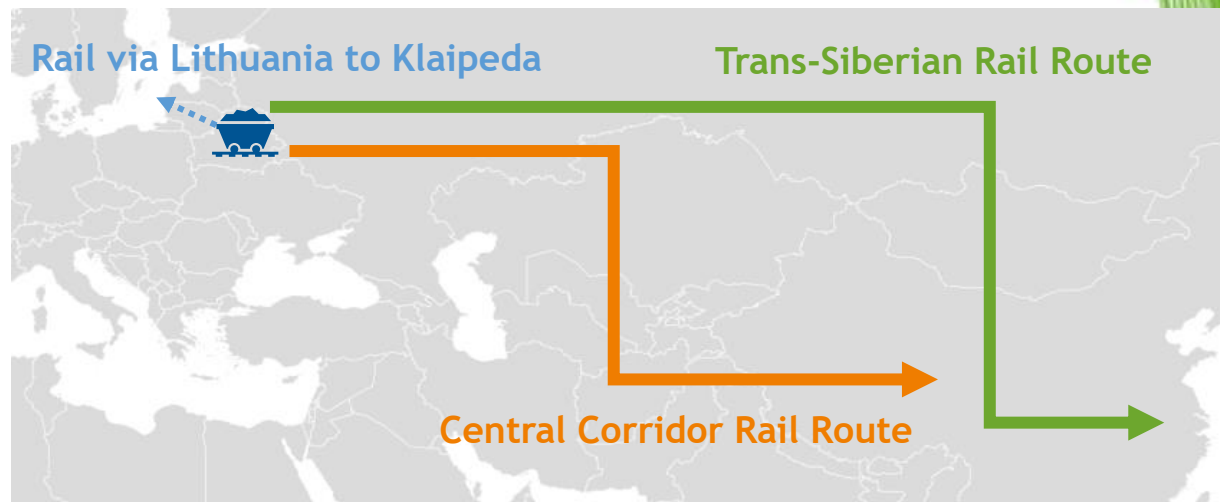 Rail via Lithuania to Klaipeda
Trans-Siberian Rail Route
Central Corridor Rail Route